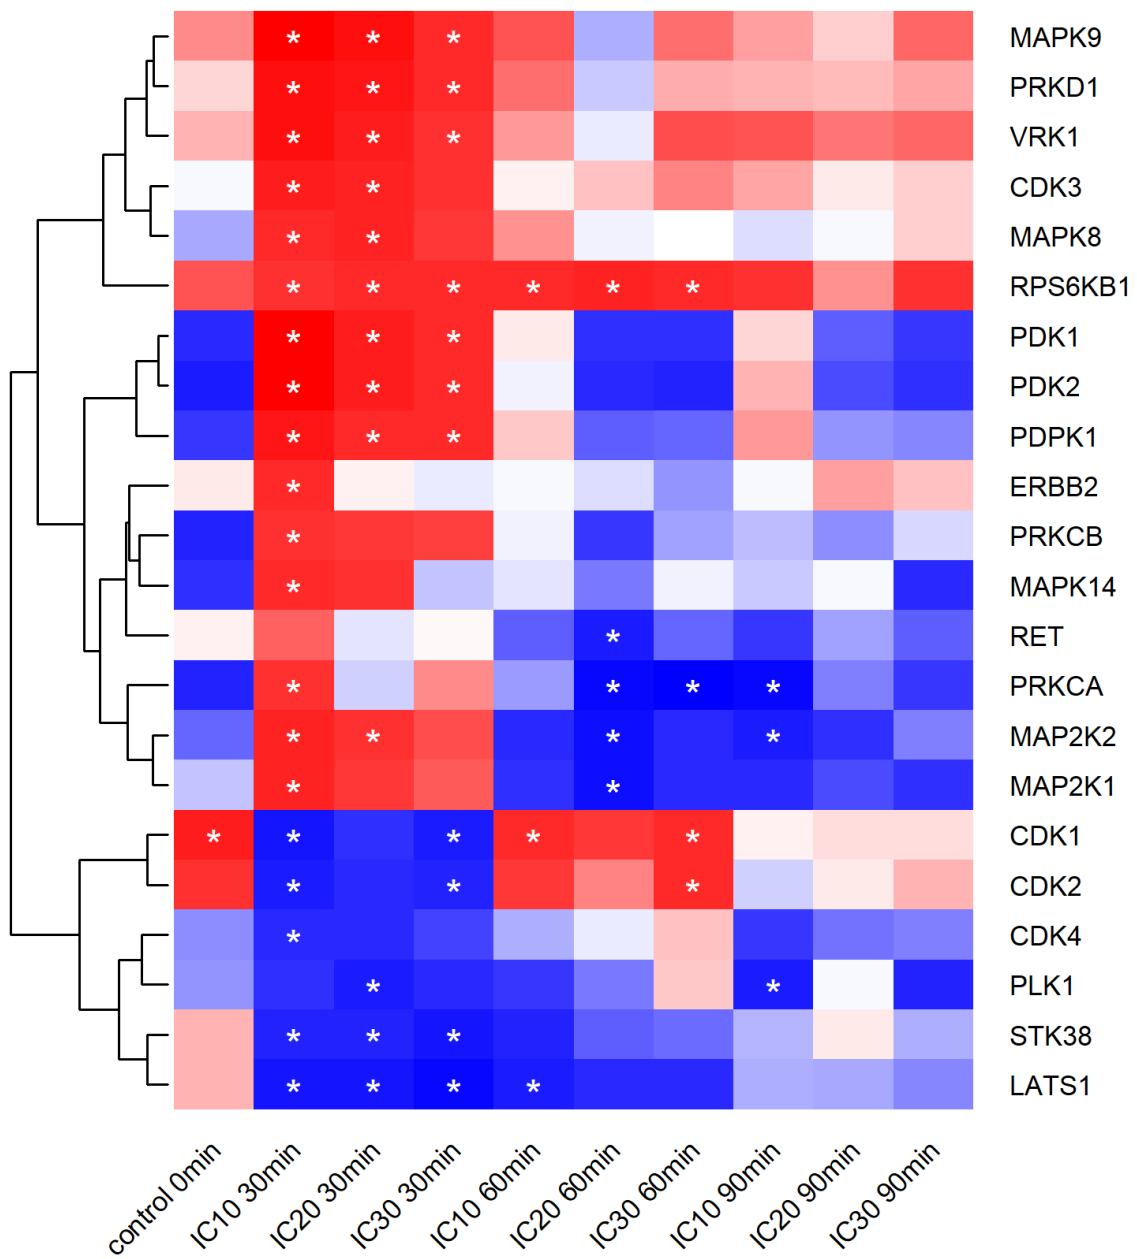 * * * MAPK9
* * * PRKD1
* * * VRK1
* * CDK3
* * MAPK8
* * * * * * RPS6KB1
* * * PDK1
* * * PDK2
* * * PDPK1
* ERBB2
* PRKCB
* MAPK14
* RET
* * * * PRKCA
* * * * MAP2K2
* * MAP2K1
* * * * * CDK1
* * * CDK2
* CDK4
* * PLK1
* * * STK38
* * * * LATS1
control 0min
IC10 30min
IC20 30min
IC30 30min
IC10 60min
IC20 60min
IC30 60min
IC10 90min
IC20 90min
IC30 90min